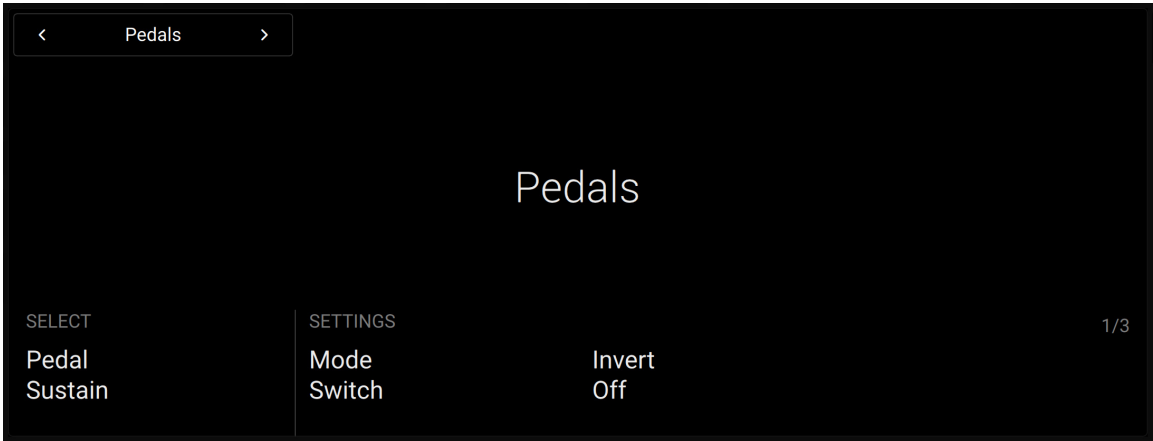 Pedals
Pedals
SELECT
SETTINGS
1/3
Pedal
Mode
Invert
Sustain
Switch
Off